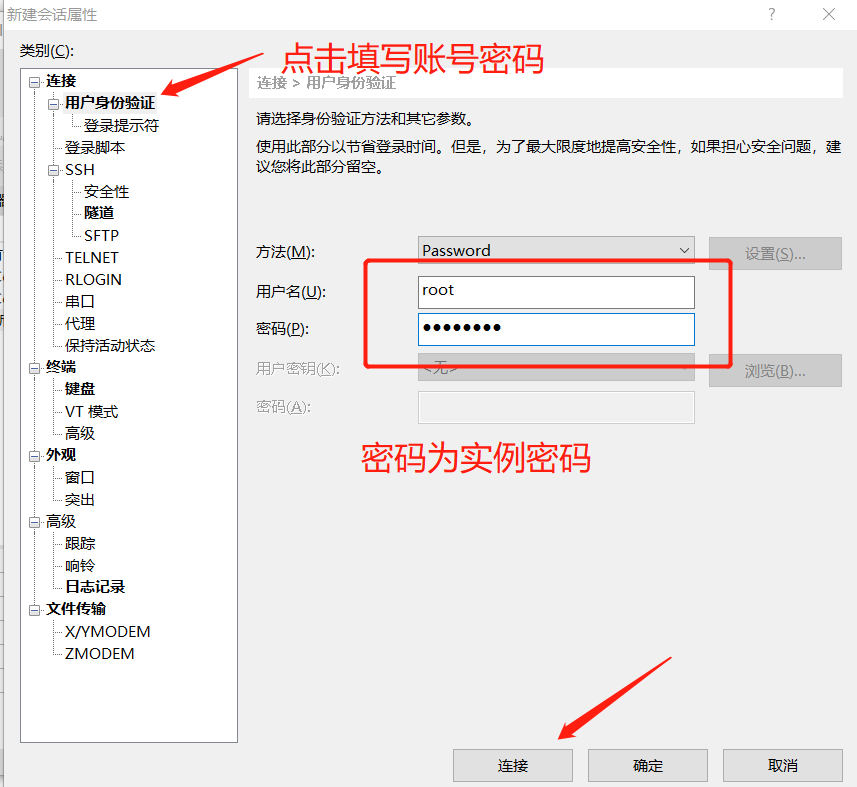 新建会话属性
?
类别(C):
点击填写账号密码
连接
用户身份验证
登录提示符
登录脚本
SSH
安全性
隧道
SFTP
TELNET
RLOGIN
串口
代理
保持活动状态
终端
键盘
VT 模式
高级
外观
窗口
突出
高级
跟踪
响铃
日志记录
文件传输
X/YMODEM
ZMODEM
连接 > 用户身份验证
请选择身份验证方法和其它参数。
使用此部分以节省登录时间。但是，为了最大限度地提高安全性，如果担心安全问题，建
议您将此部分留空。
方法(M):
Password
设置(S)...
用户名(U):
root
密码(P):
●●●●●●●●
用户密钥(K):
<无>
浏览(B)...
密码(A):
密码为实例密码
连接
确定
取消